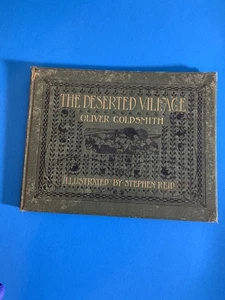 THE DESERTED VILLAGE
OLIVER GOLDSMITH
ILLUSTRATED BY STEPHEN REID